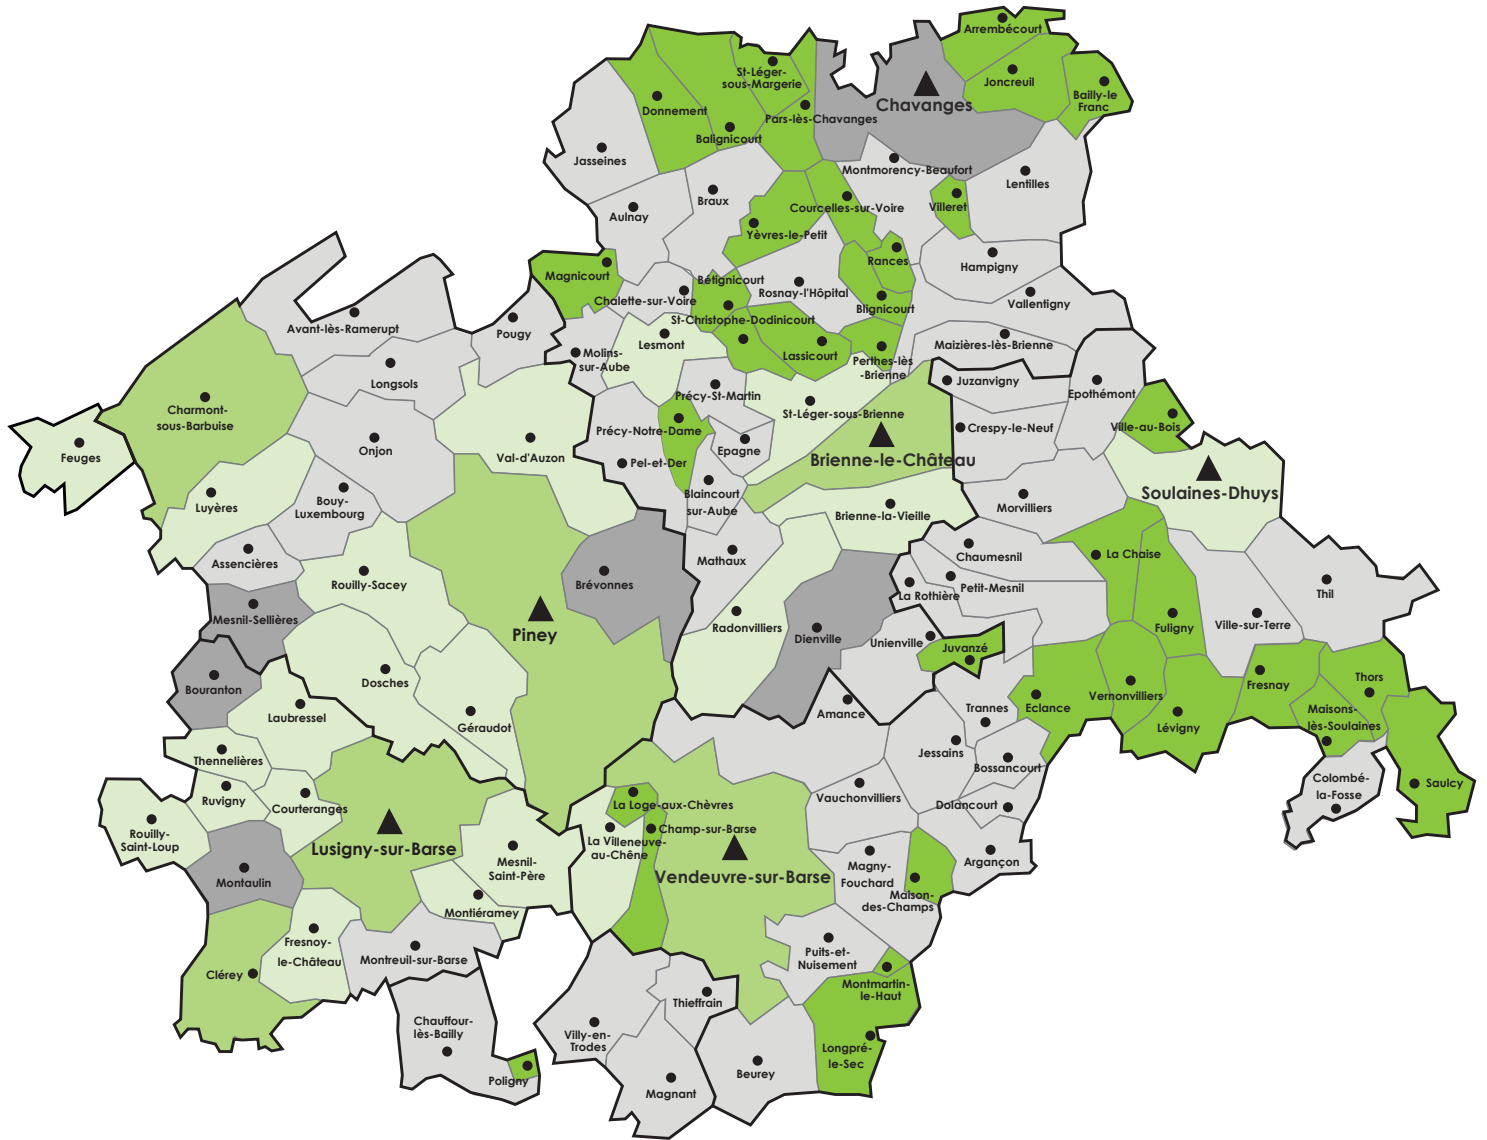 Arrembécourt
St-Léger-
sous-Margerie
Joncreuil
Bailly-le
Franc
Donnement
Chavanges
Pars-lès-Chavanges
Balignicourt
Jasseines
Montmorency-Beaufort
Lentilles
Braux
Courcelles-sur-Voire
Villeret
Aulnay
Yèvres-le-Petit
Rances
Hampigny
Magnicourt
Bétignicourt
Rosnay-l'Hôpital
Chalette-sur-Voire
Blignicourt
Vallentigny
St-Christophe-Dodinicourt
Avant-lès-Ramerupt
Pougy
Lesmont
Maizières-lès-Brienne
Molins-
sur-Aube
Lassicourt
Perthes-lès
-Brienne
Longsols
Juzanvigny
Epothémont
Précy-St-Martin
Charmont-
sous-Barbuise
St-Léger-sous-Brienne
Ville-au-Bois
Crespy-le-Neuf
Précy-Notre-Dame
Epagne
Onjon
Feuges
Val-d'Auzon
Pel-et-Der
Brienne-le-Château
Soulaines-Dhuys
Blaincourt
sur-Aube
Bouy-
Luxembourg
Luyères
Brienne-la-Vieille
Morvilliers
Mathaux
Chaumesnil
La Chaise
Assencières
Rouilly-Sacey
Brévonnes
Petit-Mesnil
La Rothière
Thil
Mesnil-Sellières
Piney
Radonvilliers
Dienville
Unienville
Juvanzé
Fuligny
Ville-sur-Terre
Bouranton
Dosches
Thors
Fresnay
Vernonvilliers
Eclance
Trannes
Amance
Laubressel
Géraudot
Lévigny
Maisons-
lès-Soulaines
Jessains
Thennelières
Bossancourt
Colombé-
la-Fosse
Saulcy
Ruvigny
Courteranges
La Loge-aux-Chèvres
Vauchonvilliers
Dolancourt
Rouilly-
Saint-Loup
Champ-sur-Barse
La Villeneuve-
au-Chêne
Lusigny-sur-Barse
Mesnil-
Saint-Père
Vendeuvre-sur-Barse
Magny-
Fouchard
Argançon
Montaulin
Maison-
des-Champs
Montiéramey
Fresnoy-
le-Château
Montreuil-sur-Barse
Puits-et-
Nuisement
Clérey
Montmartin-
le-Haut
Thieffrain
Chauffour-
lès-Bailly
Villy-en-
Trodes
Longpré-
le-Sec
Poligny
Beurey
Magnant